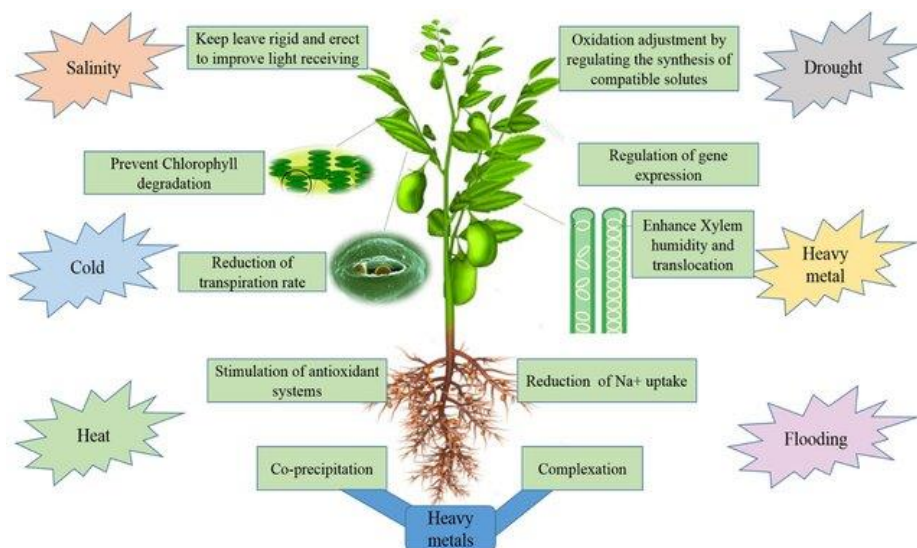 Salinity
Keep leave rigid and erect
to improve light receiving
Oxidation adjustment by
regulating the synthesis of
compatible solutes
Drought
Prevent Chlorophyll
degradation
Regulation of gene
expression
Cold
Reduction of
transpiration rate
Enhance Xylem
humidity and
translocation
Heavy
metal
Stimulation of antioxidant
systems
Reduction of Na+ uptake
Heat
Flooding
Co-precipitation
Complexation
Heavy
metals